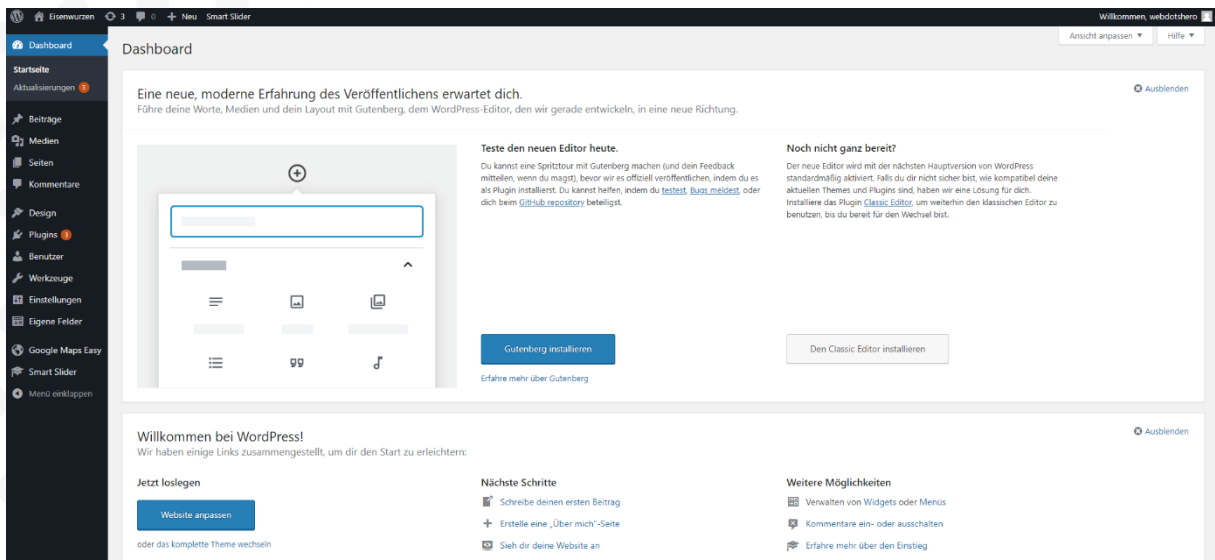 Eisenwurzen 3 0 Neu Smart Slider Willkommen, webdotshero
Ansicht anpassen Hilfe
Dashboard
Startseite
Aktualisierungen 3
Beiträge
Medien
Seiten
Kommentare
Design
Plugins 3
Benutzer
Werkzeuge
Einstellungen
Eigene Felder
Google Maps Easy
Smart Slider
Menü einklappen
Dashboard
Eine neue, moderne Erfahrung des Veröffentlichens erwartet dich.
Ausblenden
Führe deine Worte, Medien und dein Layout mit Gutenberg, dem WordPress-Editor, den wir gerade entwickeln, in eine neue Richtung.
Teste den neuen Editor heute.
Du kannst eine Spritztour mit Gutenberg machen (und dein Feedback
mitteilen, wenn du magst), bevor wir es offiziell veröffentlichen, indem du es
als Plugin installierst. Du kannst helfen, indem du testest, Bugs meldest, oder
dich beim GitHub repository beteiligst.
Gutenberg installieren
Erfahre mehr über Gutenberg
Noch nicht ganz bereit?
Der neue Editor wird mit der nächsten Hauptversion von WordPress
standardmäßig aktiviert. Falls du dir nicht sicher bist, wie kompatibel deine
aktuellen Themes und Plugins sind, haben wir eine Lösung für dich.
Installiere das Plugin Classic Editor, um weiterhin den klassischen Editor zu
benutzen, bis du bereit für den Wechsel bist.
Den Classic Editor installieren
Willkommen bei WordPress!
Ausblenden
Wir haben einige Links zusammengestellt, um dir den Start zu erleichtern:
Jetzt loslegen
Website anpassen
oder das komplette Theme wechseln
Nächste Schritte
Schreibe deinen ersten Beitrag
Erstelle eine „Über mich“-Seite
Sieh dir deine Website an
Weitere Möglichkeiten
Verwalten von Widgets oder Menüs
Kommentare ein- oder ausschalten
Erfahre mehr über den Einstieg